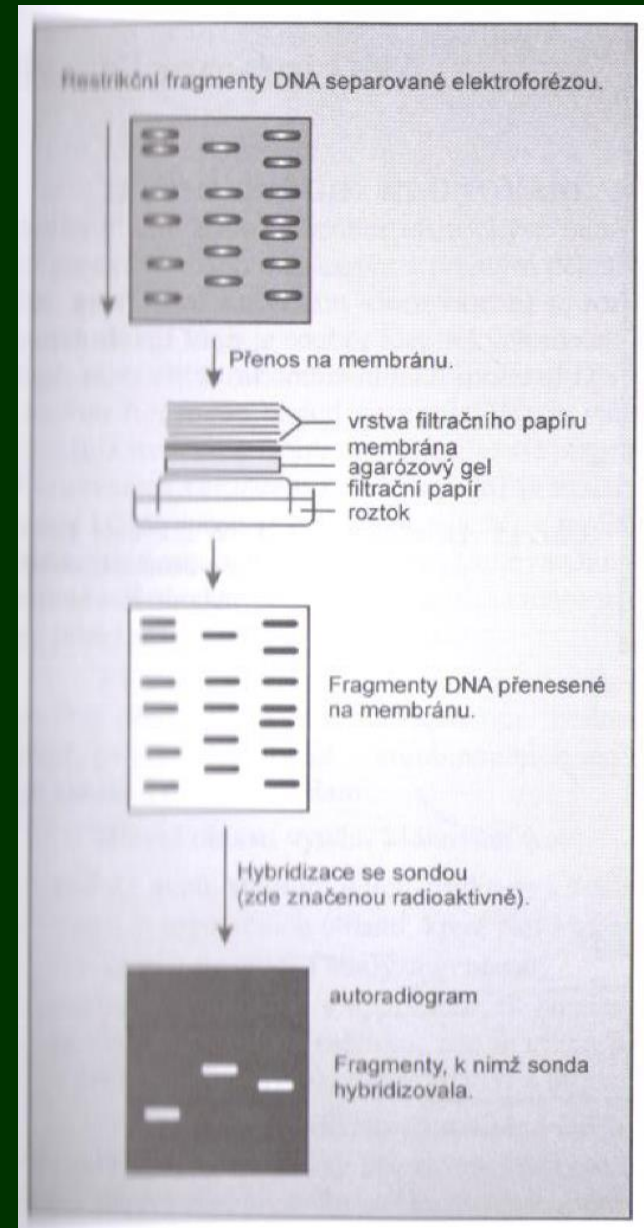 Restrikční fragmenty DNA separované elektroforézou.
Přenos na membránu.
vrstva filtračního papíru
membrána
agarózový gel
filtrační papír
roztok
Fragmenty DNA přenesené
na membránu.
Hybridizace se sondou
(zde značenou radioaktivně).
autoradiogram
Fragmenty, k nimž sonda
hybridizovala.